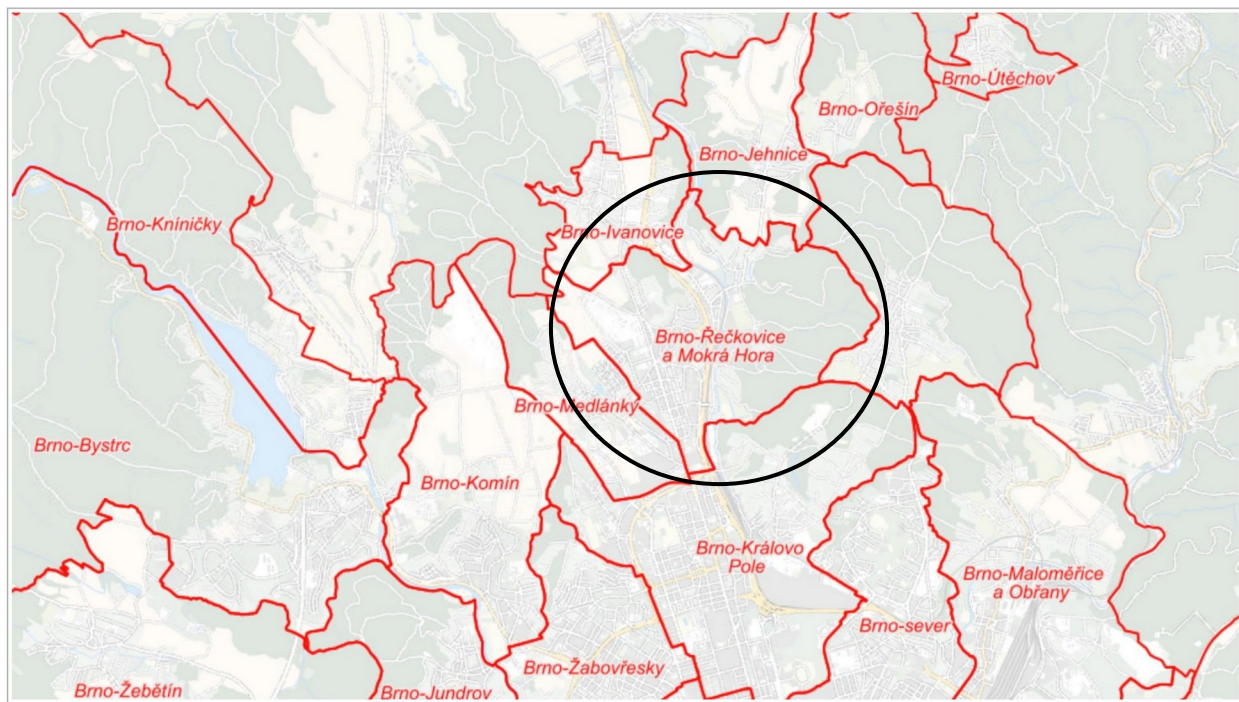 Brno-Útěchov
Brno-Ořešín
Brno-Jehnice
Brno-Kníničky
Brno-Ivanovice
Brno-Řečkovice
a Mokrá Hora
Brno-Medlánky
Brno-Bystrc
Brno-Komín
Brno-Královo
Pole
Brno-Maloměřice
a Obřany
Brno-sever
Brno-Žabovřesky
Brno-Žebětín
Brno-Jundrov